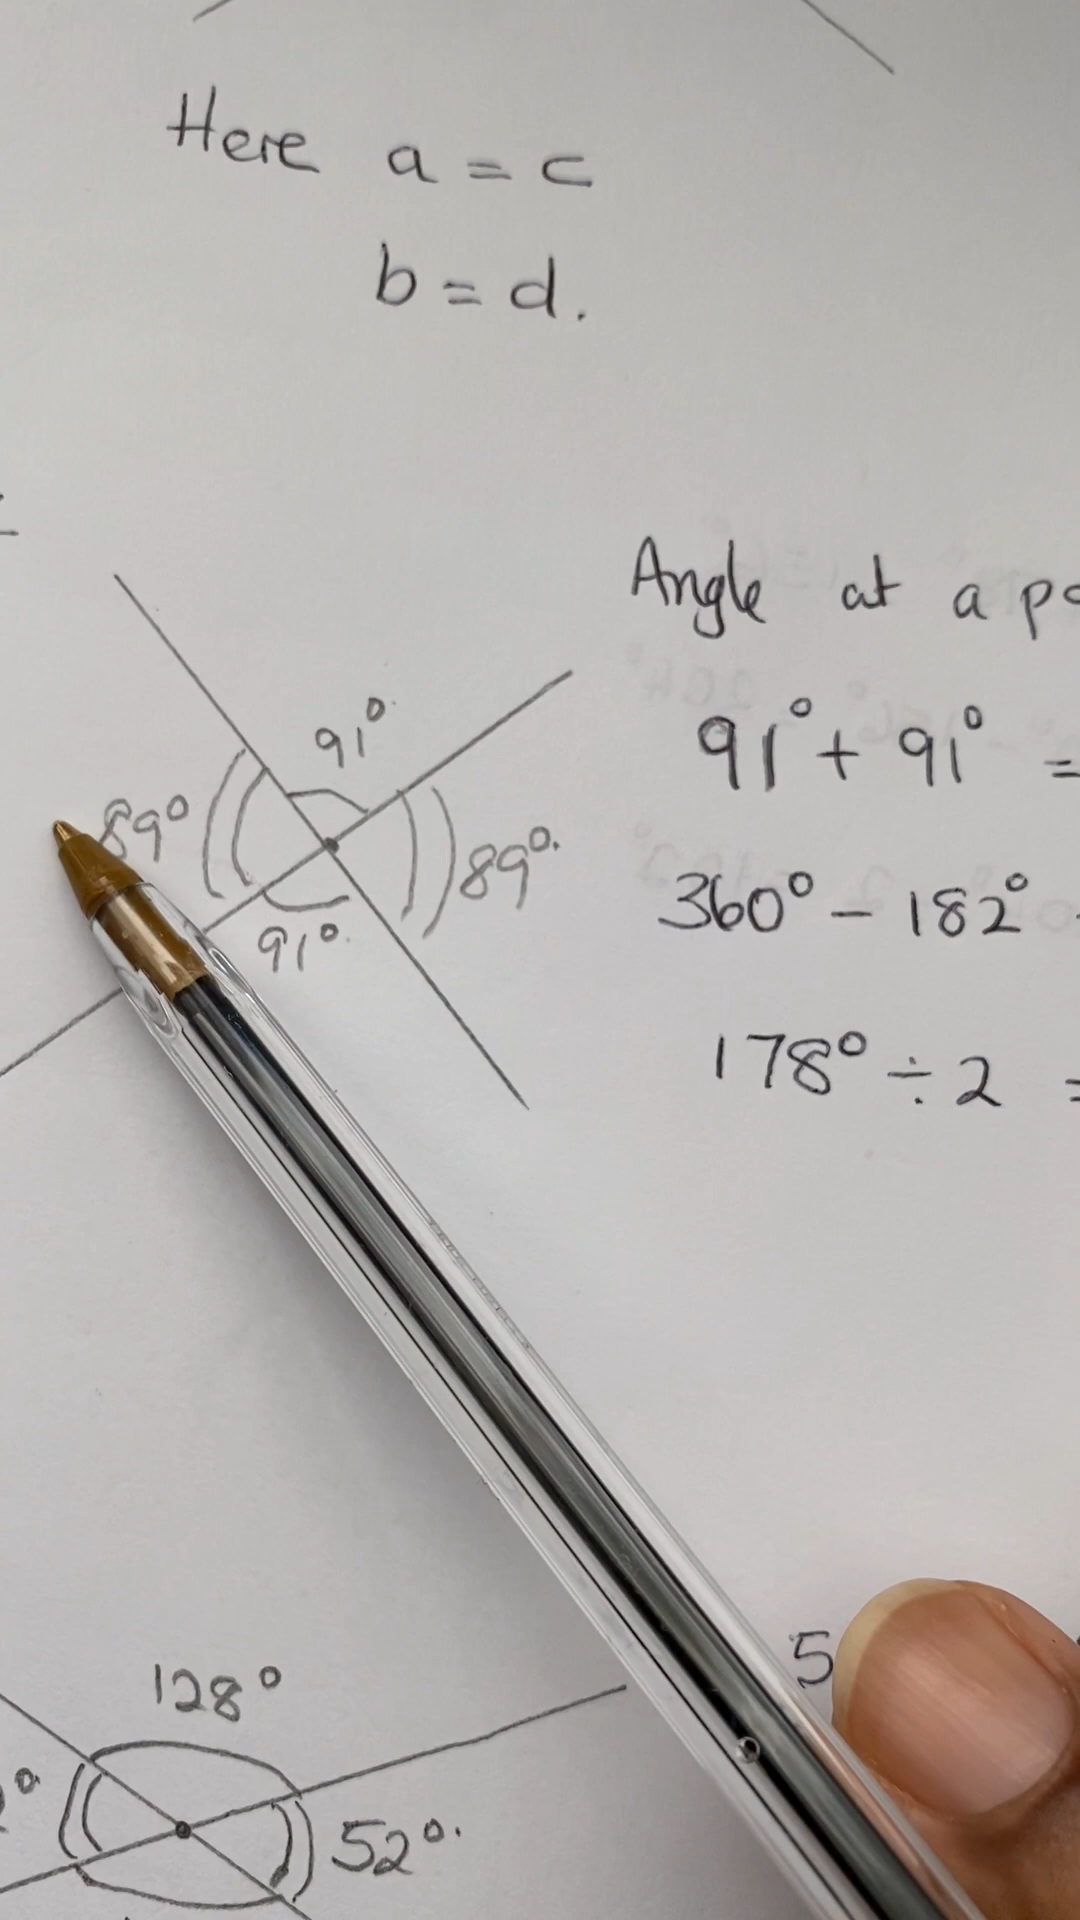 Here a = c
b = d.
Angle at a
91° + 91° =
360° - 182°
178° ÷ 2 =
91°
89°
89°.
91°
128°
52°.
5